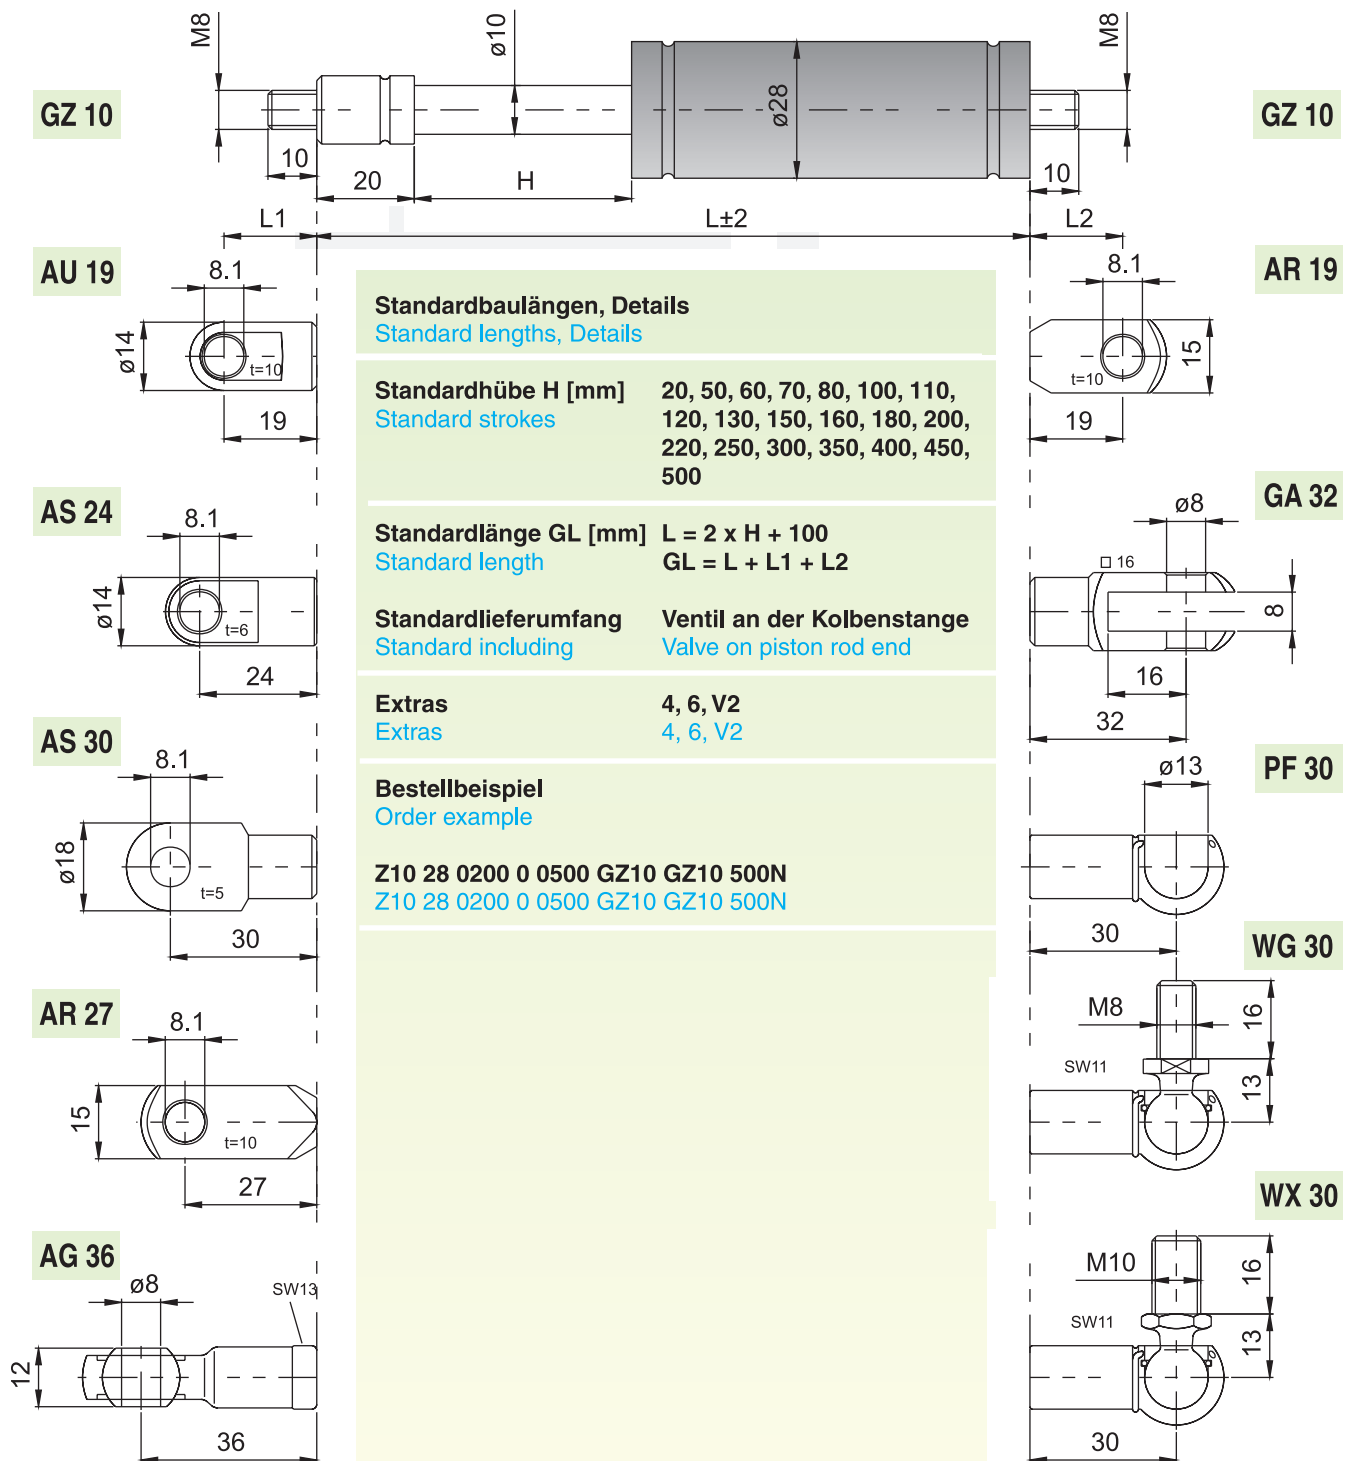 M8
ø10
M8
GZ 10
ø28
GZ 10
10
20
H
10
L1
L±2
L2
AU 19
8.1
ø14
t=10
19
AR 19
8.1
15
t=10
19
Standardbaulängen, Details
Standard lengths, Details
Standardhübe H [mm] 20, 50, 60, 70, 80, 100, 110,
Standard strokes 120, 130, 150, 160, 180, 200,
220, 250, 300, 350, 400, 450,
500
Standardlänge GL [mm] L = 2 x H + 100
Standard length GL = L + L1 + L2
Standardlieferumfang Ventil an der Kolbenstange
Standard including Valve on piston rod end
Extras 4, 6, V2
Extras 4, 6, V2
Bestellbeispiel
Order example
Z10 28 0200 0 0500 GZ10 GZ10 500N
Z10 28 0200 0 0500 GZ10 GZ10 500N
AS 24
8.1
ø14
t=6
24
GA 32
ø8
□ 16
8
16
32
AS 30
8.1
ø18
t=5
30
PF 30
ø13
30
AR 27
8.1
15
t=10
27
WG 30
M8
16
SW11
13
AG 36
ø8
SW13
12
36
WX 30
M10
16
SW11
13
30